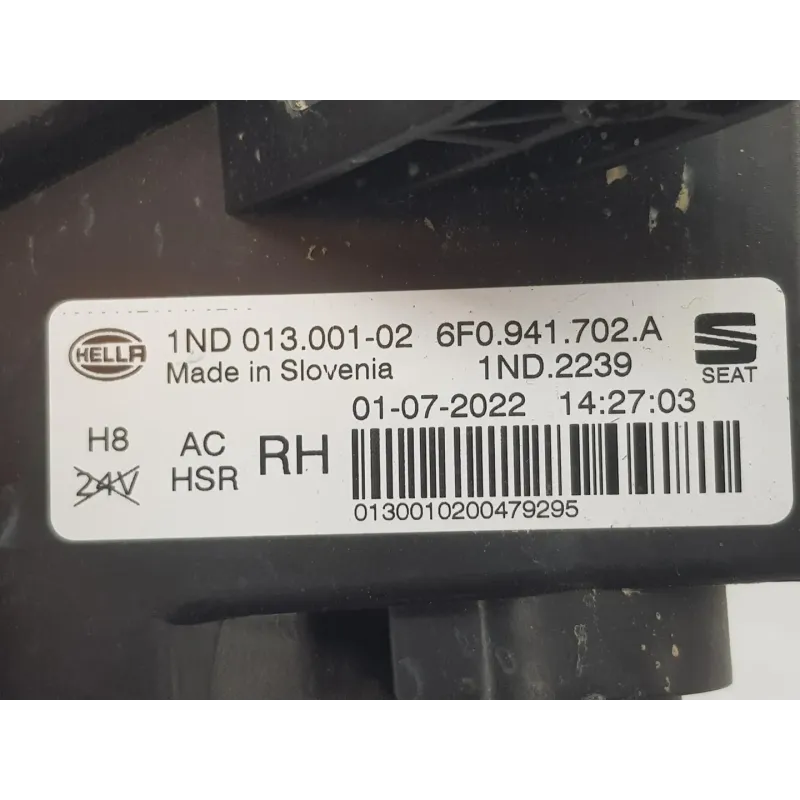 HELLA 1ND 013.001-02 6F0.941.702.A
Made in Slovenia 1ND.2239 SEAT
01-07-2022 14:27:03
H8 AC RH
24V HSR
0130010200479295